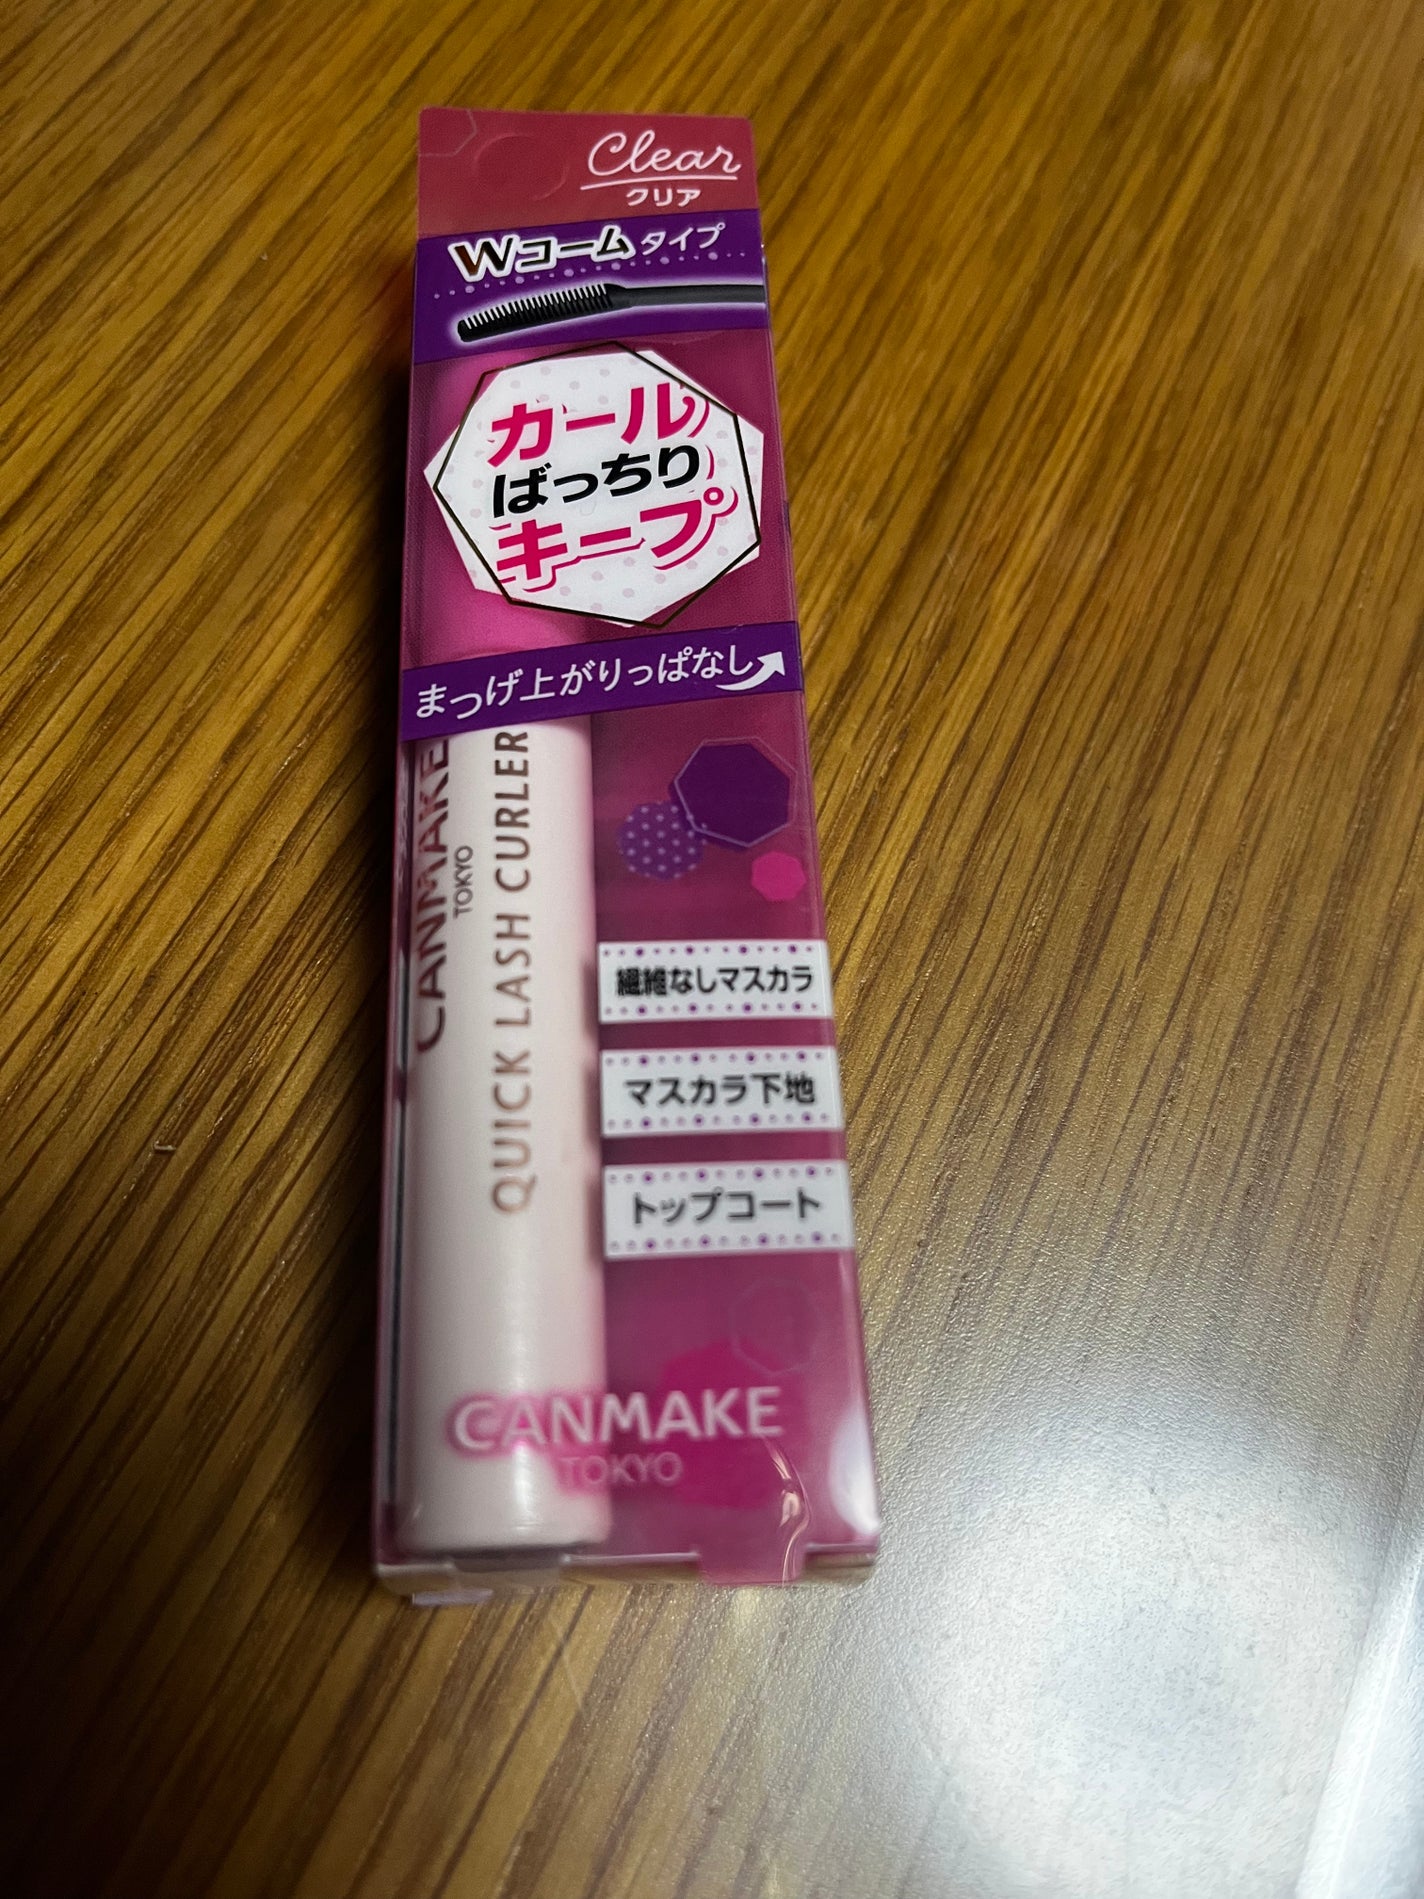 Clear
クリア
Wコームタイプ
カール
ばっちり
キープ
まつげ上がりっぱなし
CANMAKE
TOKYO
QUICK LASH CURLER
繊維なしマスカラ
マスカラ下地
トップコート
CANMAKE
TOKYO